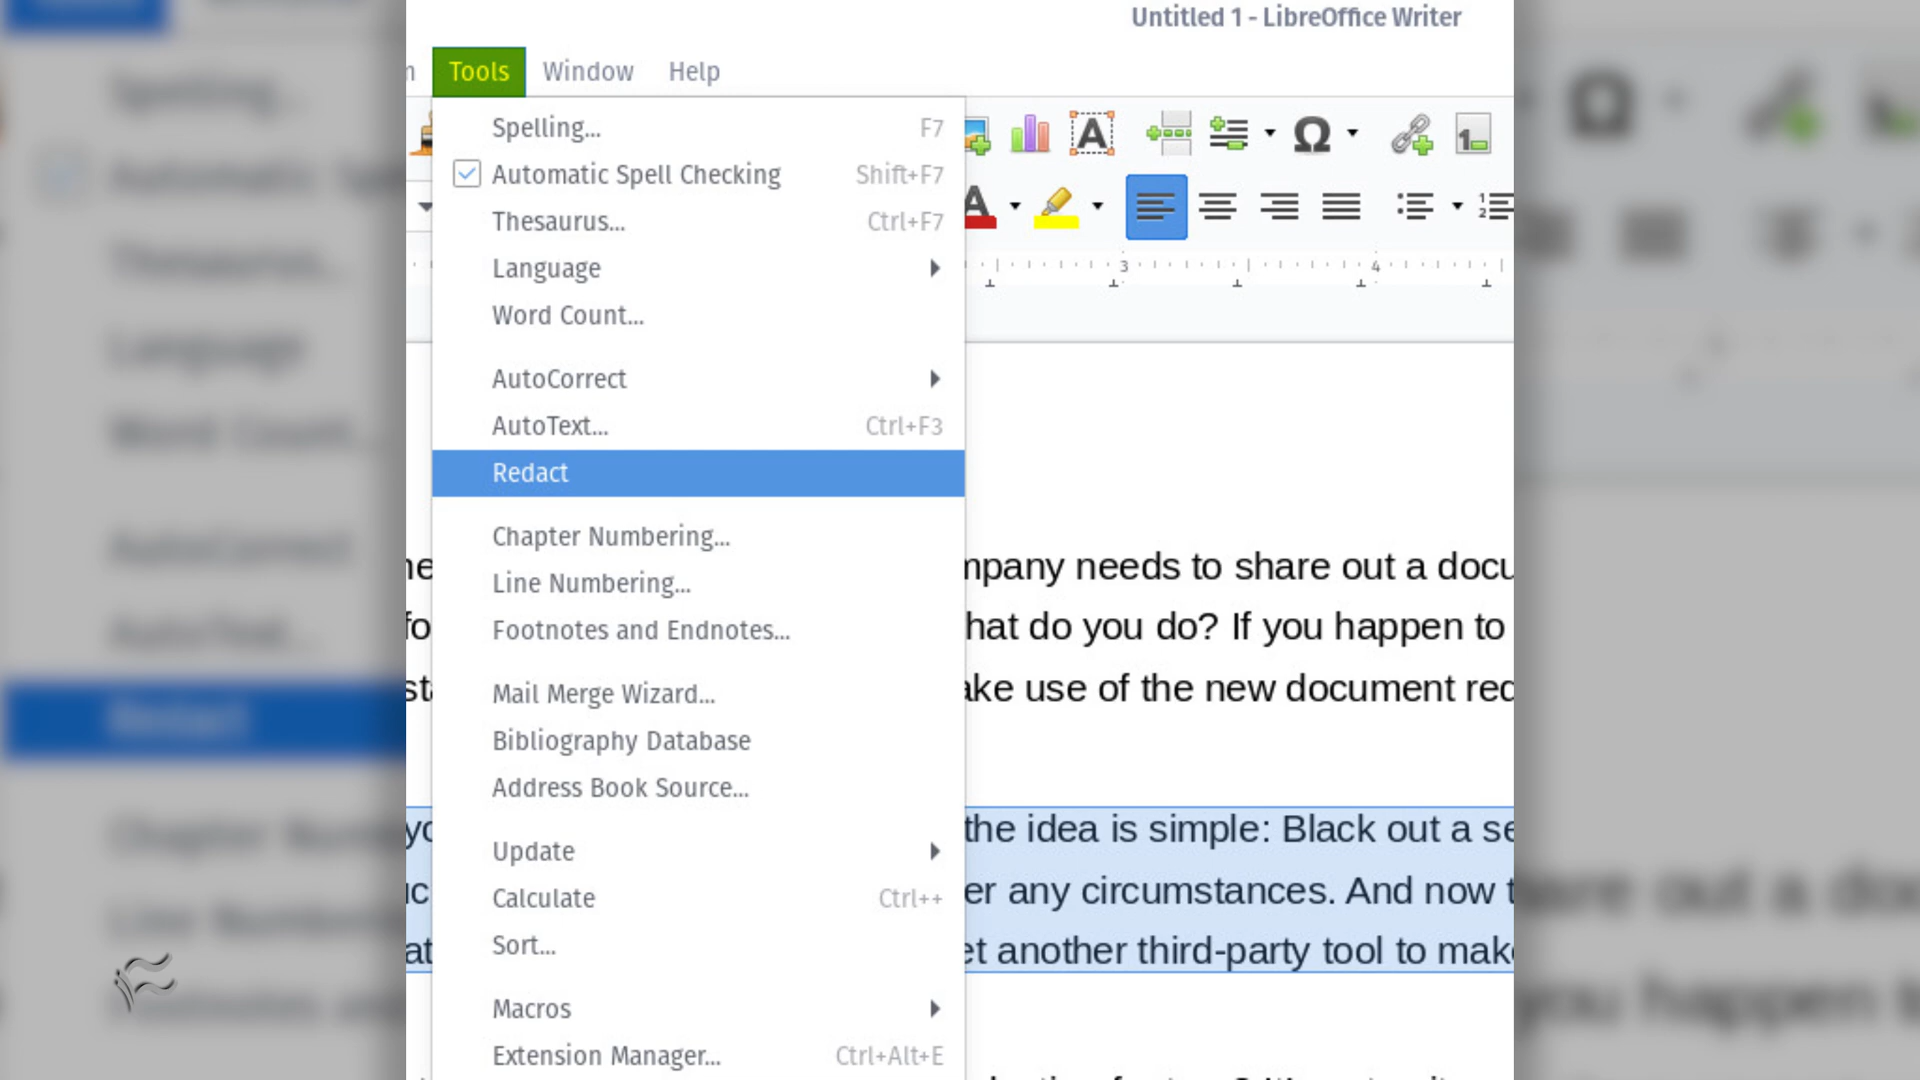 Untitled 1 - LibreOffice Writer
Tools Window Help
Spelling... F7
Automatic Spell Checking Shift+F7
Thesaurus... Ctrl+F7
Language
Word Count...
3 4
AutoCorrect
AutoText... Ctrl+F3
Redact
Chapter Numbering...
Line Numbering...
Footnotes and Endnotes...
Mail Merge Wizard...
Bibliography Database
Address Book Source...
Update
Calculate Ctrl++
Sort...
Macros
Extension Manager... Ctrl+Alt+E
mpany needs to share out a docu
hat do you do? If you happen to
ake use of the new document red
the idea is simple: Black out a se
er any circumstances. And now t
et another third-party tool to mak